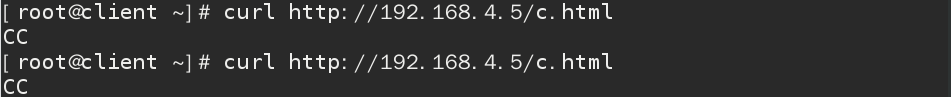 [root@client ~]# curl http://192.168.4.5/c.html
CC
[root@client ~]# curl http://192.168.4.5/c.html
CC